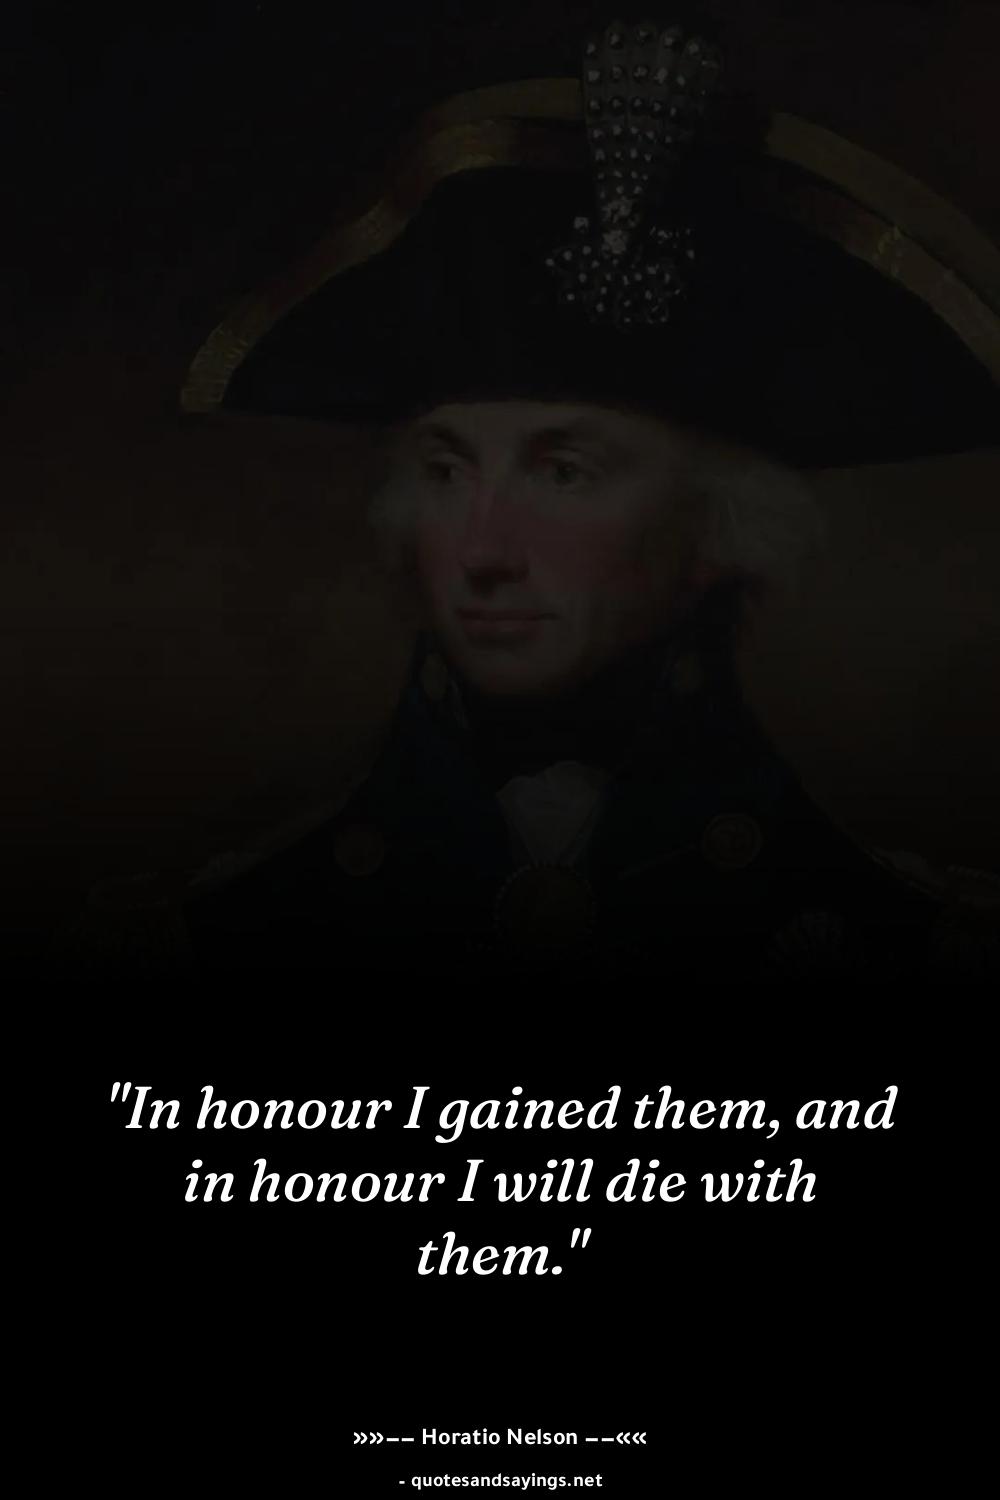 "In honour I gained them, and
in honour I will die with
them."
»»−− Horatio Nelson −−««
- quotesandsayings.net